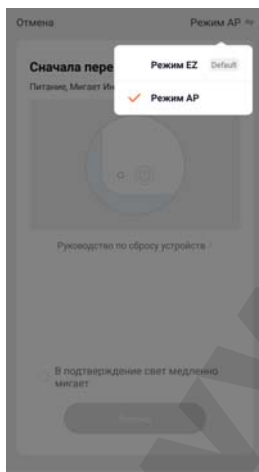 Отмена
Режим AP
Режим EZ Default
Сначала пере
Питание, Мигает Ин
Режим AP
Руководство по сбросу устройств
В подтверждение свет медленно
мигает